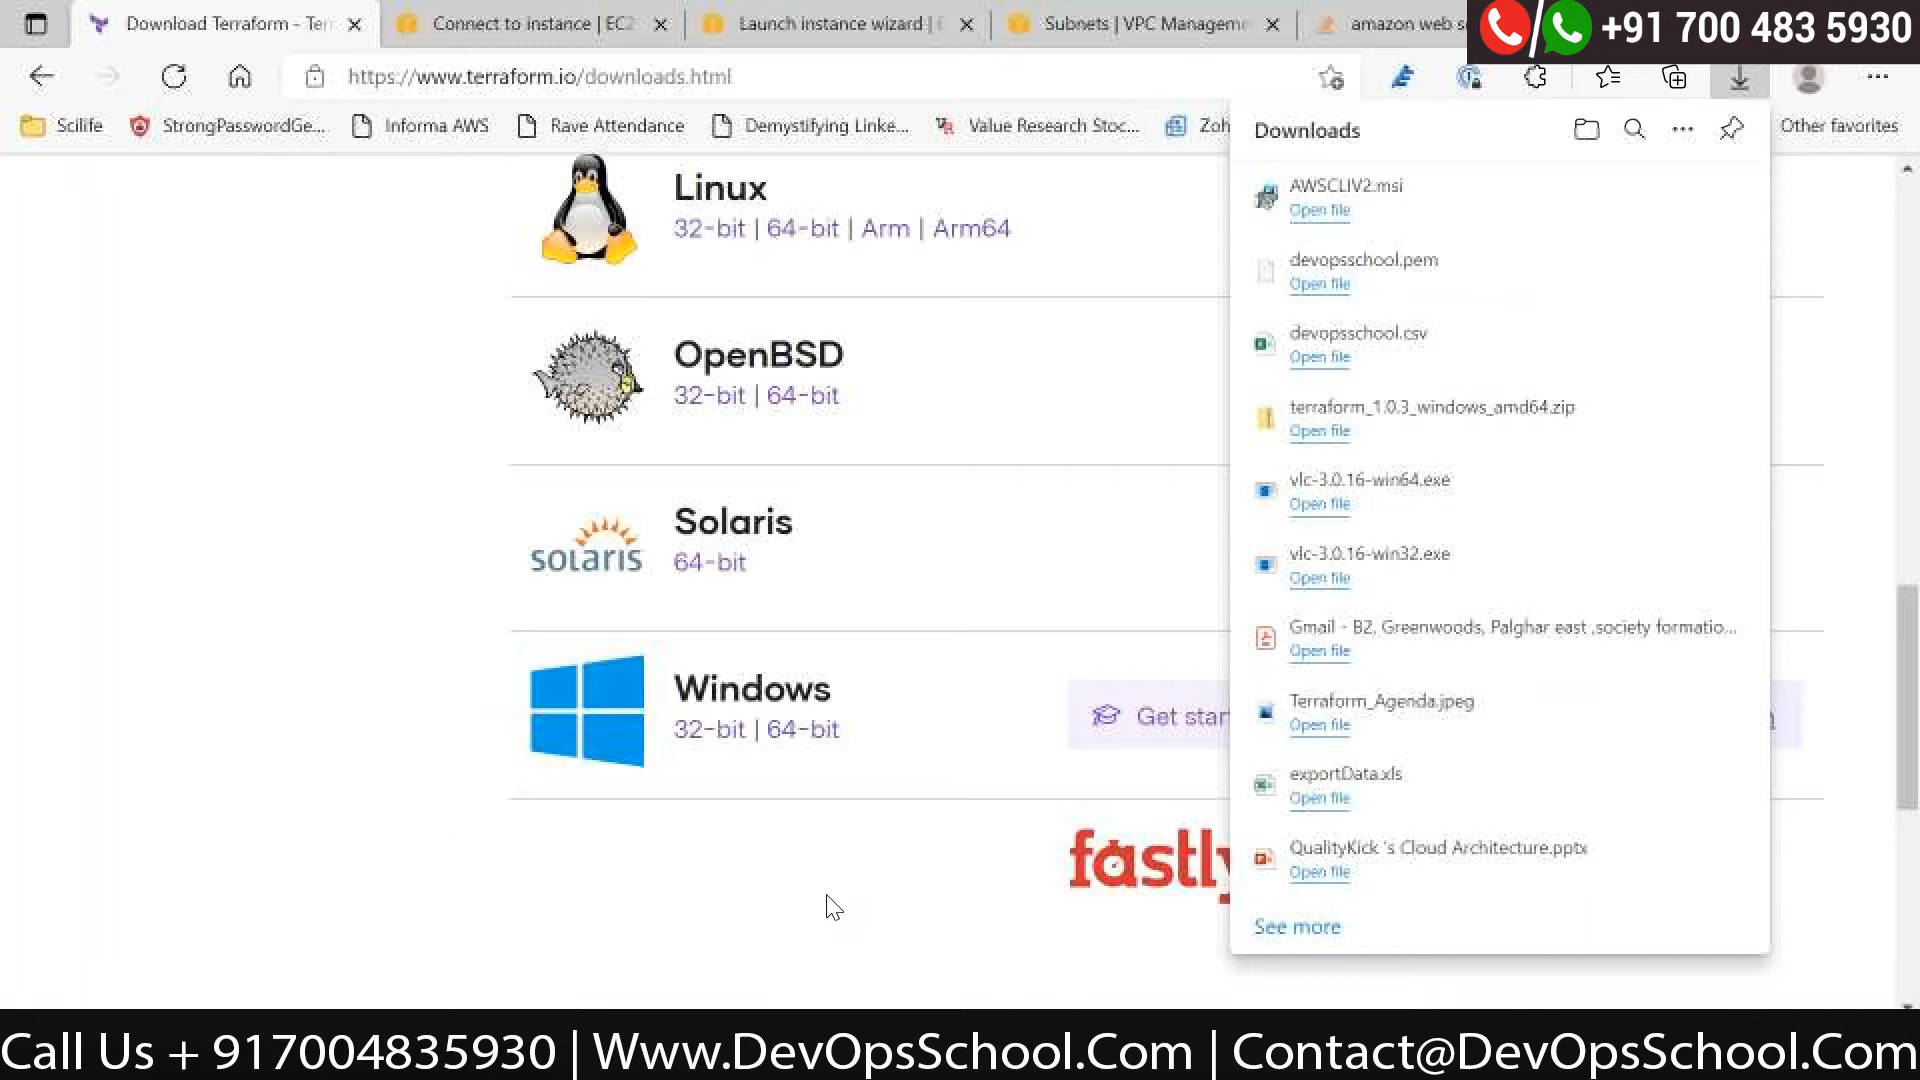 Download Terraform - Ter
Connect to instance | EC2
Launch instance wizard |
Subnets | VPC Manageme
amazon web s
+91 700 483 5930
https://www.terraform.io/downloads.html
Scilife
StrongPasswordGe...
Informa AWS
Rave Attendance
Demystifying Linke...
Value Research Stoc...
Zoh
Other favorites
Downloads
Linux
32-bit | 64-bit | Arm | Arm64
OpenBSD
32-bit | 64-bit
SOLARIS
Solaris
64-bit
Windows
32-bit | 64-bit
Get star
fastly
AWSCLIV2.msi
Open file
devopsschool.pem
Open file
devopsschool.csv
Open file
terraform_1.0.3_windows_amd64.zip
Open file
vlc-3.0.16-win64.exe
Open file
vlc-3.0.16-win32.exe
Open file
Gmail - B2, Greenwoods, Palghar east ,society formatio...
Open file
Terraform_Agenda.jpeg
Open file
exportData.xls
Open file
QualityKick 's Cloud Architecture.pptx
Open file
See more
Call Us + 917004835930 | Www.DevOpsSchool.Com | Contact@DevOpsSchool.Com